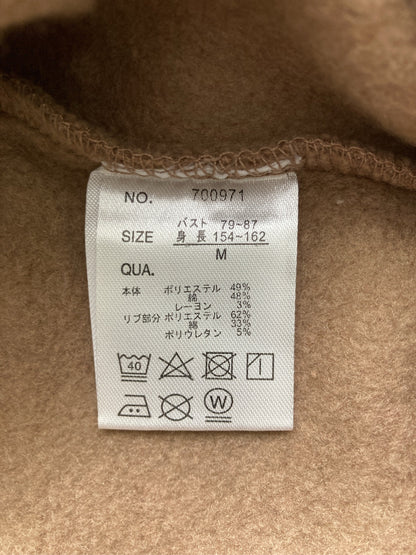 NO. 700971
バスト 79~87
SIZE 身長 154~162
M
QUA.
本体 ポリエステル 49%
綿 48%
レーヨン 3%
リブ部分 ポリエステル 62%
綿 33%
ポリウレタン 5%
40
W